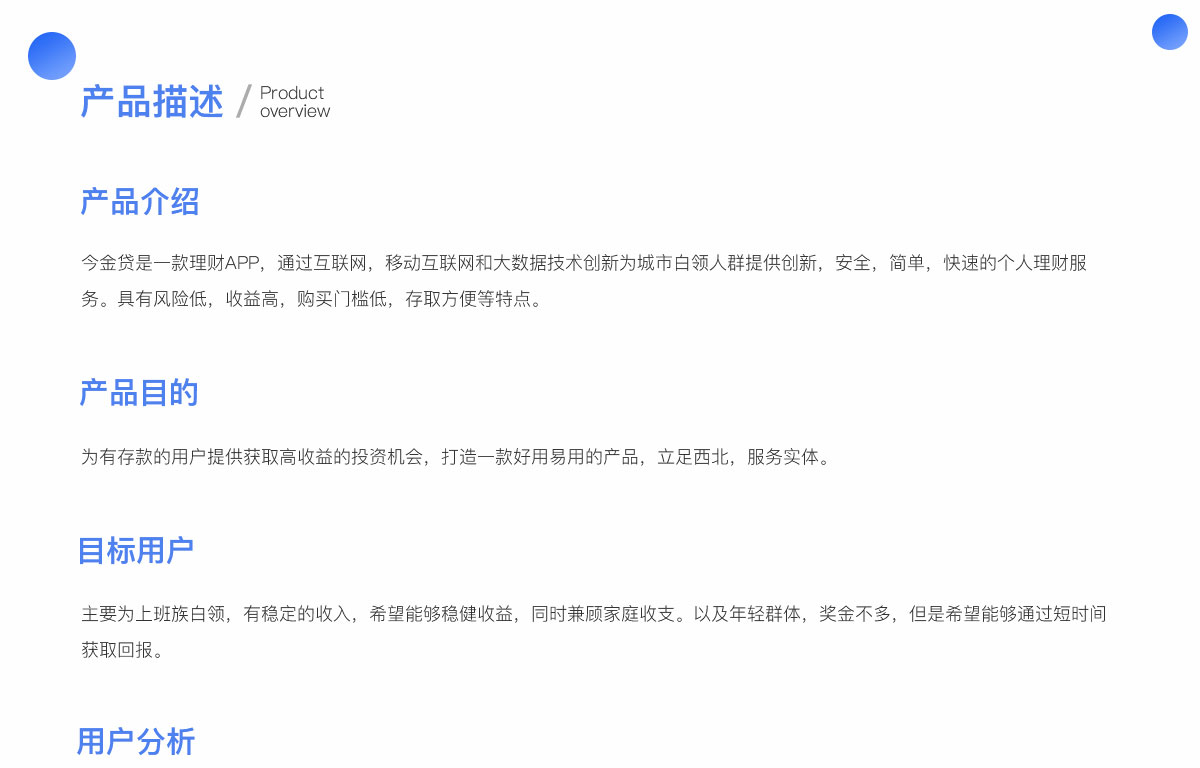 产品描述 / Product
overview
产品介绍
今金贷是一款理财APP，通过互联网，移动互联网和大数据技术创新为城市白领人群提供创新，安全，简单，快速的个人理财服
务。具有风险低，收益高，购买门槛低，存取方便等特点。
产品目的
为有存款的用户提供获取高收益的投资机会，打造一款好用易用的产品，立足西北，服务实体。
目标用户
主要为上班族白领，有稳定的收入，希望能够稳健收益，同时兼顾家庭收支。以及年轻群体，奖金不多，但是希望能够通过短时间
获取回报。
用户分析